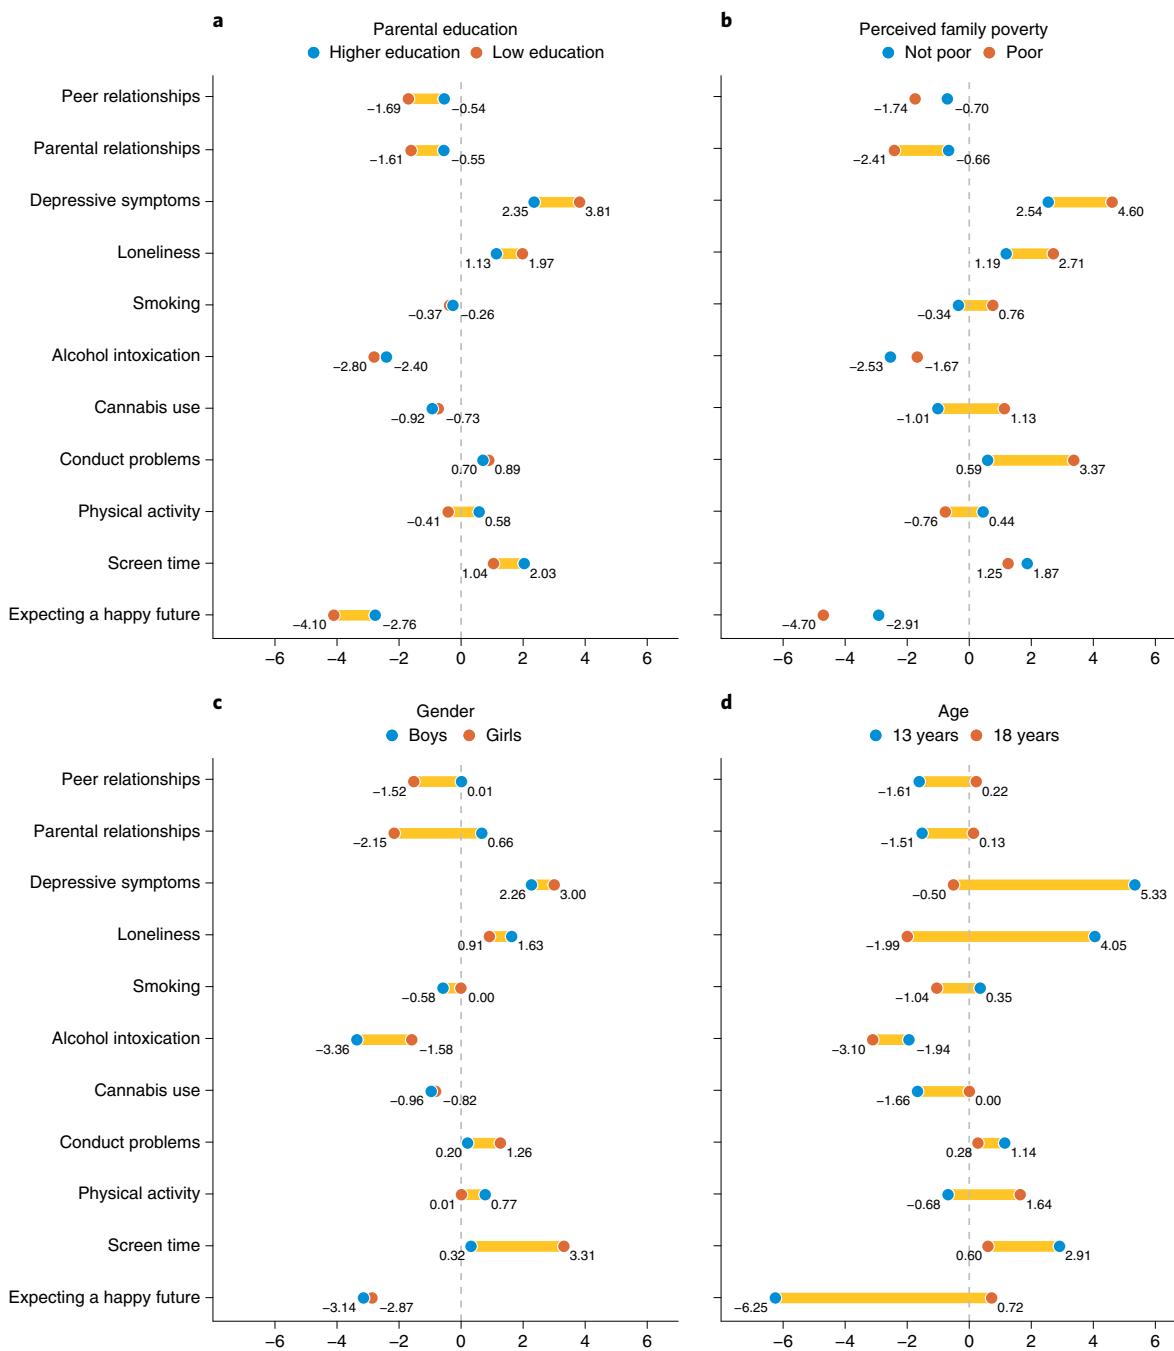 a
Parental education
Higher education Low education
Peer relationships
−1.69 −0.54
Parental relationships
−1.61 −0.55
Depressive symptoms
2.35 3.81
Loneliness
1.13 1.97
Smoking
−0.37 −0.26
Alcohol intoxication
−2.80 −2.40
Cannabis use
−0.92 −0.73
Conduct problems
0.70 0.89
Physical activity
−0.41 0.58
Screen time
1.04 2.03
Expecting a happy future
−4.10 −2.76
−6 −4 −2 0 2 4 6
b
Perceived family poverty
Not poor Poor
−1.74 −0.70
−2.41 −0.66
2.54 4.60
1.19 2.71
−0.34 0.76
−2.53 −1.67
−1.01 1.13
0.59 3.37
−0.76 0.44
1.25 1.87
−4.70 −2.91
−6 −4 −2 0 2 4 6
c
Gender
Boys Girls
Peer relationships
−1.52 0.01
Parental relationships
−2.15 0.66
Depressive symptoms
2.26 3.00
Loneliness
0.91 1.63
Smoking
−0.58 0.00
Alcohol intoxication
−3.36 −1.58
Cannabis use
−0.96 −0.82
Conduct problems
0.20 1.26
Physical activity
0.01 0.77
Screen time
0.32 3.31
Expecting a happy future
−3.14 −2.87
−6 −4 −2 0 2 4 6
d
Age
13 years 18 years
−1.61 0.22
−1.51 0.13
−0.50 5.33
−1.99 4.05
−1.04 0.35
−3.10 −1.94
−1.66 0.00
0.28 1.14
−0.68 1.64
0.60 2.91
−6.25 0.72
−6 −4 −2 0 2 4 6